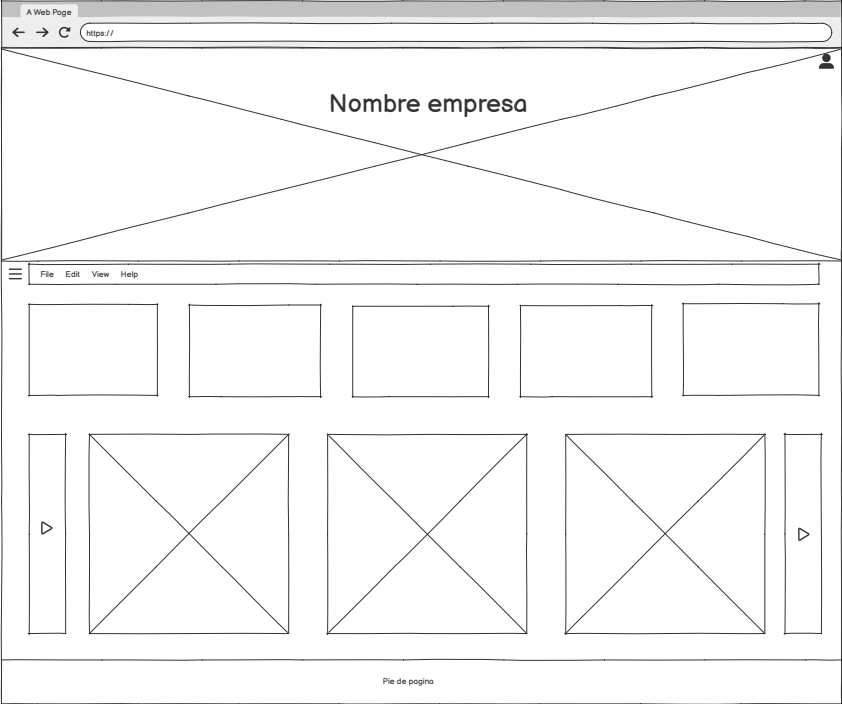 A Web Page
https://
Nombre empresa
File Edit View Help
Pie de pagina